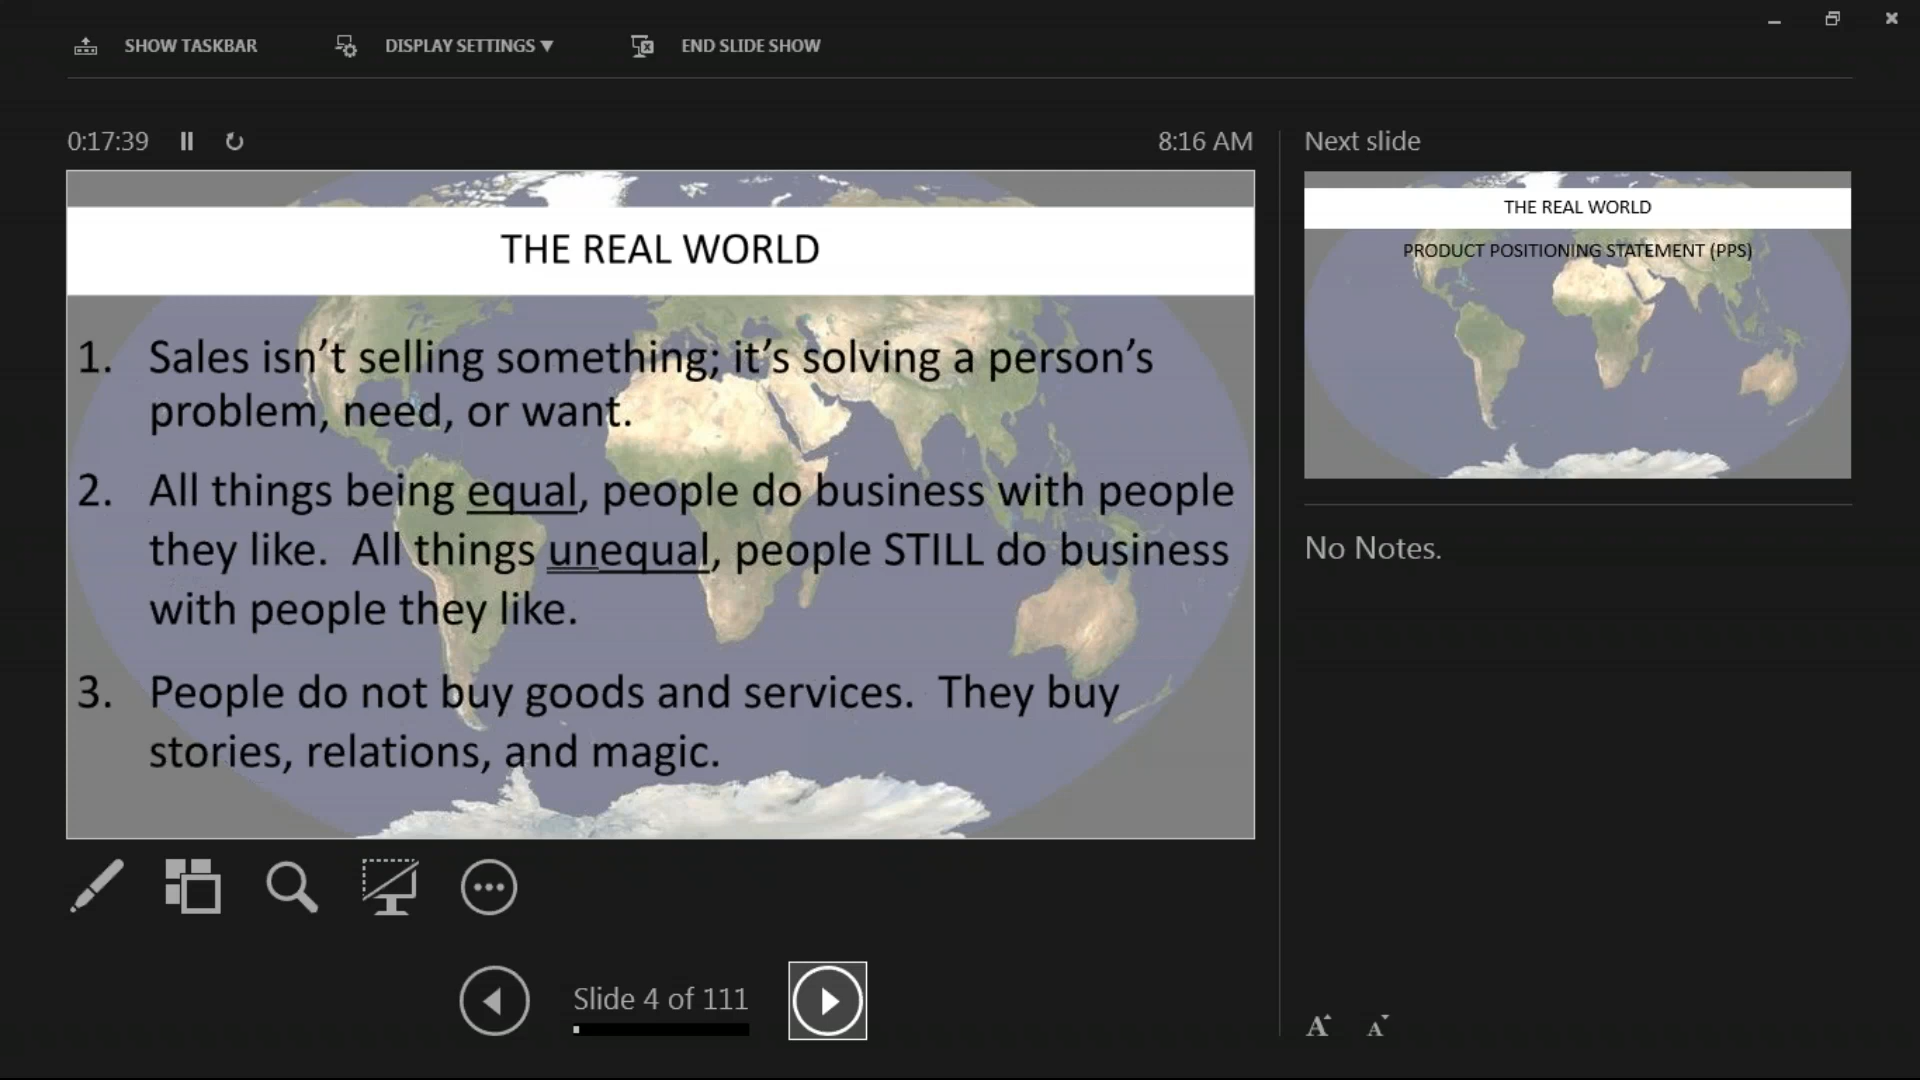 SHOW TASKBAR
DISPLAY SETTINGS ▼
END SLIDE SHOW
0:17:39
8:16 AM
Next slide
THE REAL WORLD
1. Sales isn’t selling something; it’s solving a person’s
problem, need, or want.
2. All things being equal, people do business with people
they like.  All things unequal, people STILL do business
with people they like.
3. People do not buy goods and services.  They buy
stories, relations, and magic.
THE REAL WORLD
PRODUCT POSITIONING STATEMENT (PPS)
No Notes.
Slide 4 of 111
A
A